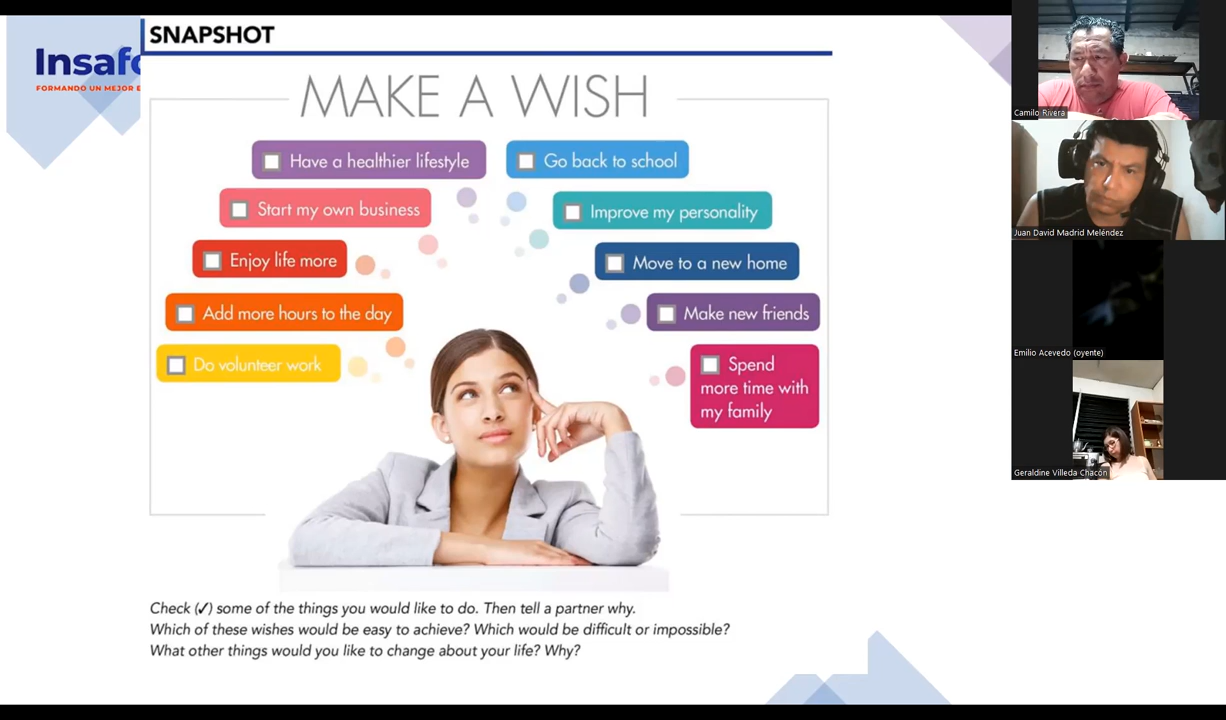 SNAPSHOT
FORMANDO UN MEJOR
MAKE A WISH
Have a healthier lifestyle
Go back to school
Start my own business
Improve my personality
Enjoy life more
Move to a new home
Add more hours to the day
Make new friends
Do volunteer work
Spend
more time with
my family
Check (✓) some of the things you would like to do. Then tell a partner why.
Which of these wishes would be easy to achieve? Which would be difficult or impossible?
What other things would you like to change about your life? Why?
Camilo Rivera
Juan David Madrid Meléndez
Emilio Acevedo (oyente)
Geraldine Villeda Chacón